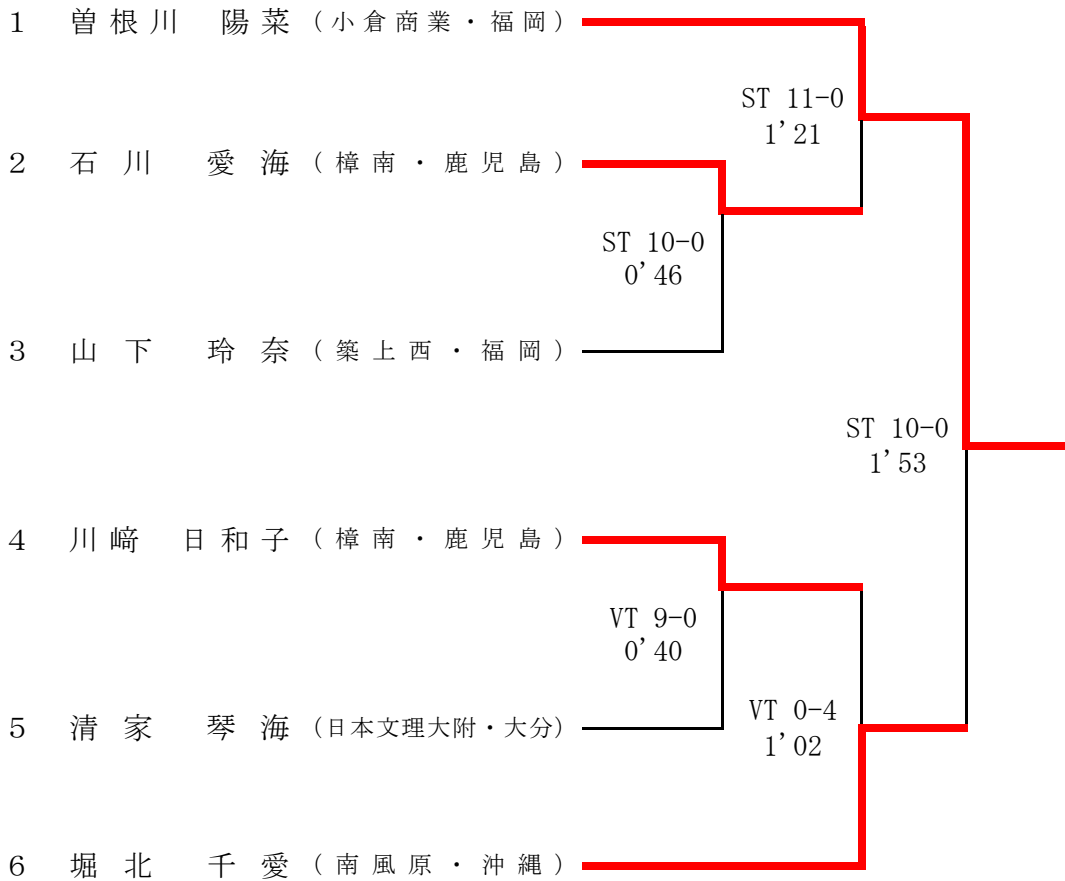 1 曽根川 陽菜 (小倉商業・福岡)
ST 11-0
1’21
2 石川 愛海 (樟南・鹿児島)
ST 10-0
0’46
3 山下 玲奈 (築上西・福岡)
ST 10-0
1’53
4 川﨑 日和子 (樟南・鹿児島)
VT 9-0
0’40
5 清家 琴海 (日本文理大附・大分)
VT 0-4
1’02
6 堀北 千愛 (南風原・沖縄)